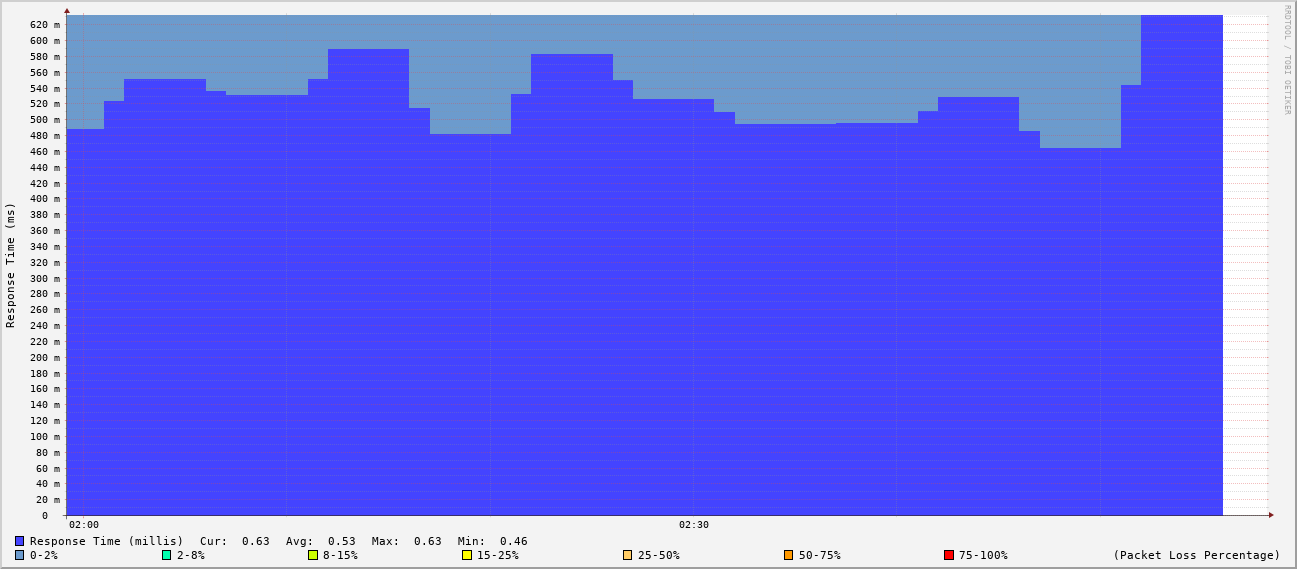 RRDTOOL / TOBI OETIKER
Response Time (ms)
620 m
600 m
580 m
560 m
540 m
520 m
500 m
480 m
460 m
440 m
420 m
400 m
380 m
360 m
340 m
320 m
300 m
280 m
260 m
240 m
220 m
200 m
180 m
160 m
140 m
120 m
100 m
80 m
60 m
40 m
20 m
0
02:00 02:30
Response Time (millis) Cur: 0.63 Avg: 0.53 Max: 0.63 Min: 0.46
0-2% 2-8% 8-15% 15-25% 25-50% 50-75% 75-100% (Packet Loss Percentage)